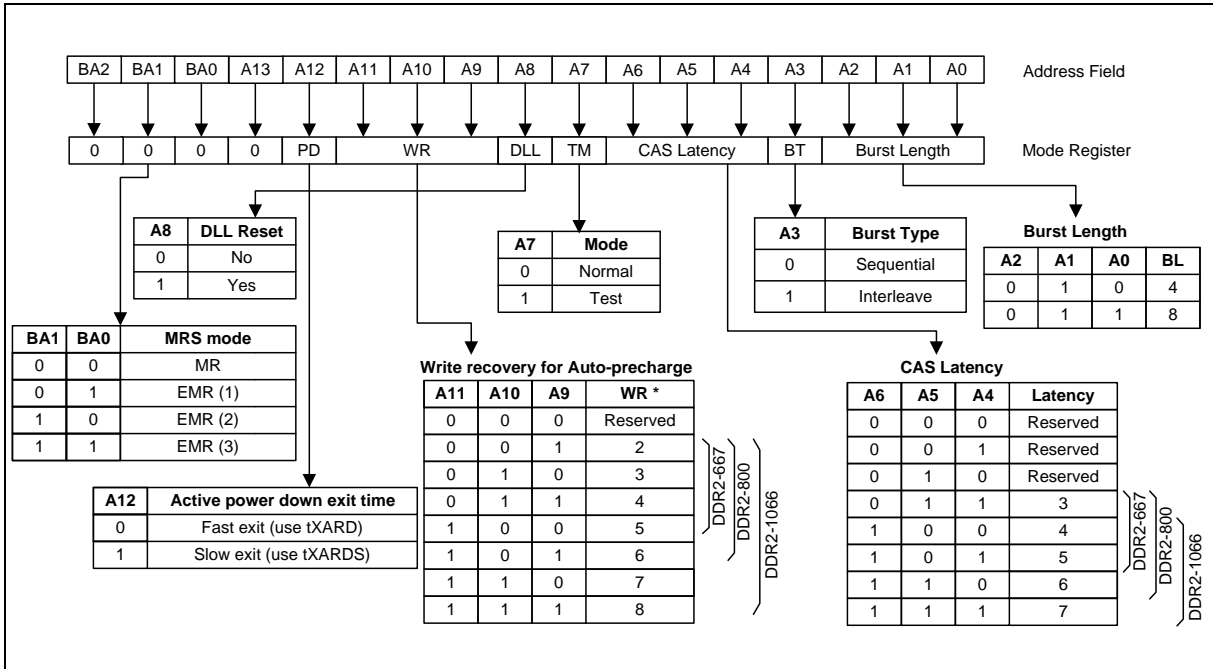 BA2 BA1 BA0 A13 A12 A11 A10 A9 A8 A7 A6 A5 A4 A3 A2 A1 A0 Address Field
0 0 0 0 PD WR DLL TM CAS Latency BT Burst Length Mode Register
A8 DLL Reset
0 No
1 Yes
A7 Mode
0 Normal
1 Test
A3 Burst Type
0 Sequential
1 Interleave
Burst Length
A2 A1 A0 BL
0 1 0 4
0 1 1 8
BA1 BA0 MRS mode
0 0 MR
0 1 EMR (1)
1 0 EMR (2)
1 1 EMR (3)
A12 Active power down exit time
0 Fast exit (use tXARD)
1 Slow exit (use tXARDS)
Write recovery for Auto-precharge
A11 A10 A9 WR *
0 0 0 Reserved
0 0 1 2
0 1 0 3
0 1 1 4
1 0 0 5
1 0 1 6
1 1 0 7
1 1 1 8
DDR2-667
DDR2-800
DDR2-1066
CAS Latency
A6 A5 A4 Latency
0 0 0 Reserved
0 0 1 Reserved
0 1 0 Reserved
0 1 1 3
1 0 0 4
1 0 1 5
1 1 0 6
1 1 1 7
DDR2-667
DDR2-800
DDR2-1066